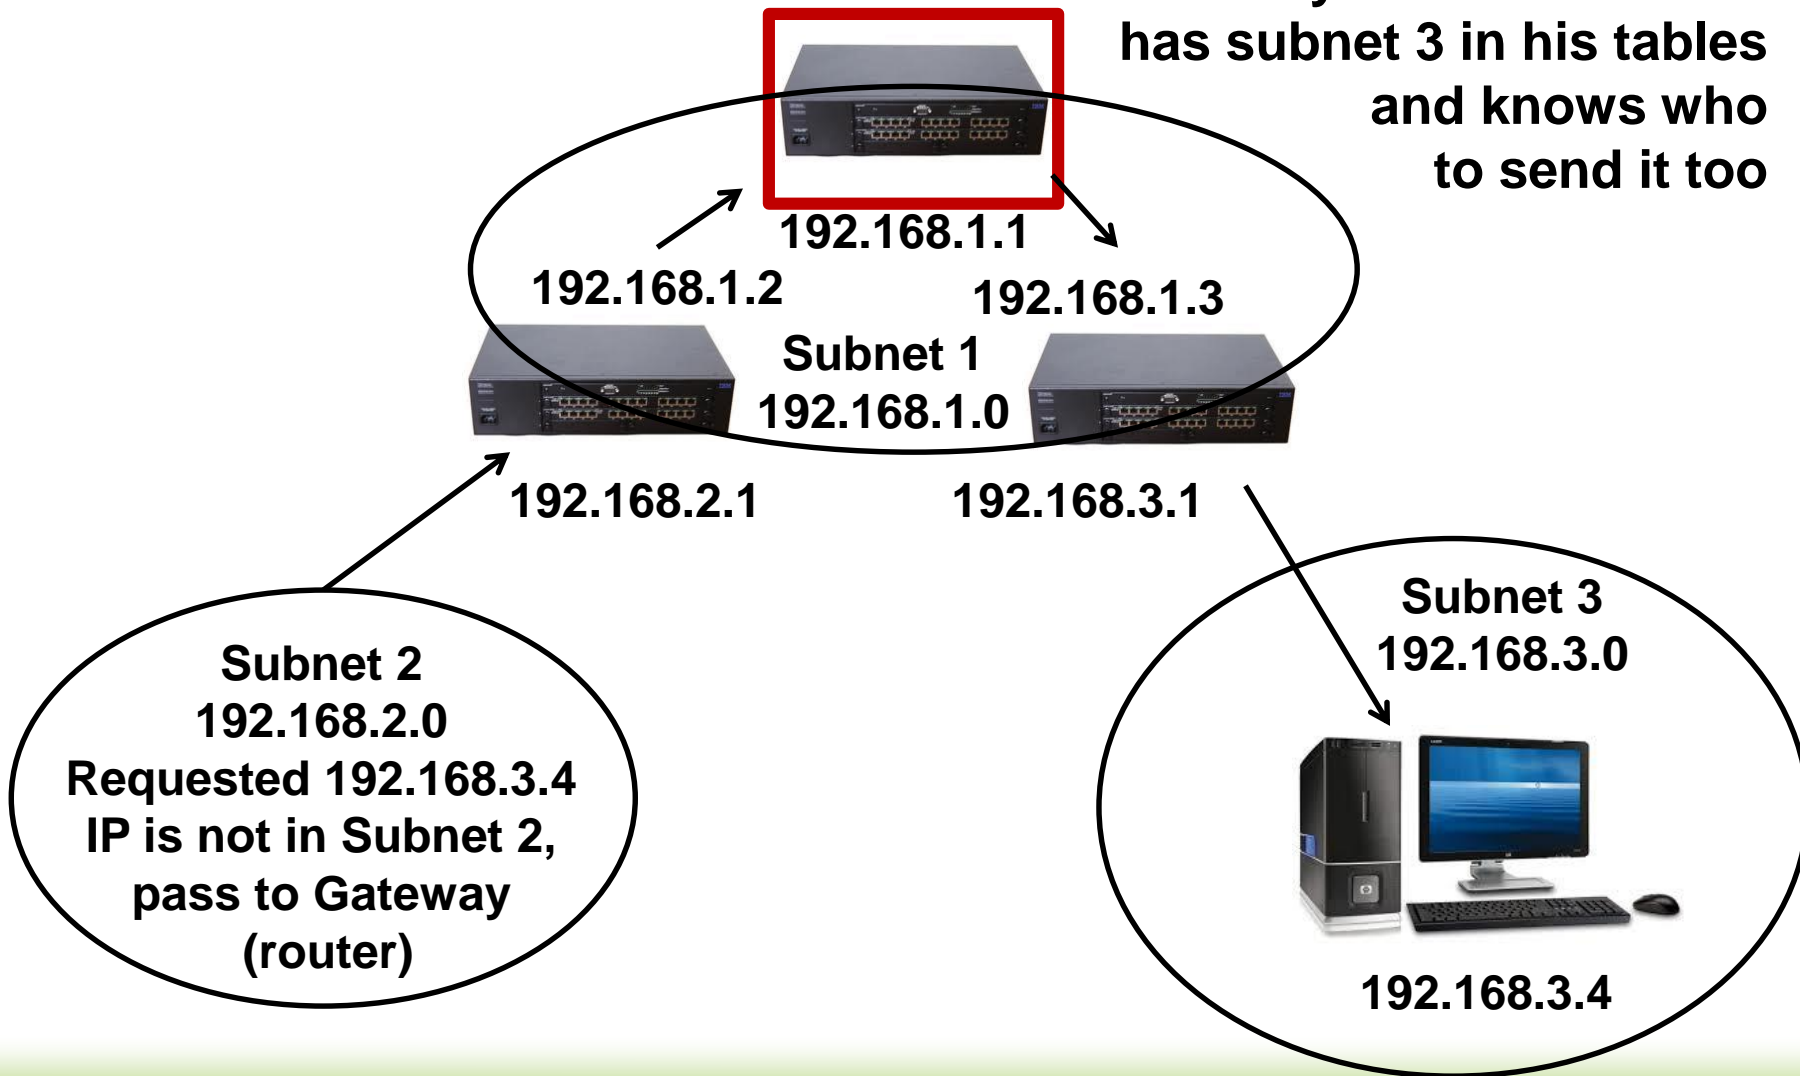 has subnet 3 in his tables
and knows who
to send it too
192.168.1.1
192.168.1.2
192.168.1.3
Subnet 1
192.168.1.0
192.168.2.1
192.168.3.1
Subnet 2
192.168.2.0
Requested 192.168.3.4
IP is not in Subnet 2,
pass to Gateway
(router)
Subnet 3
192.168.3.0
192.168.3.4